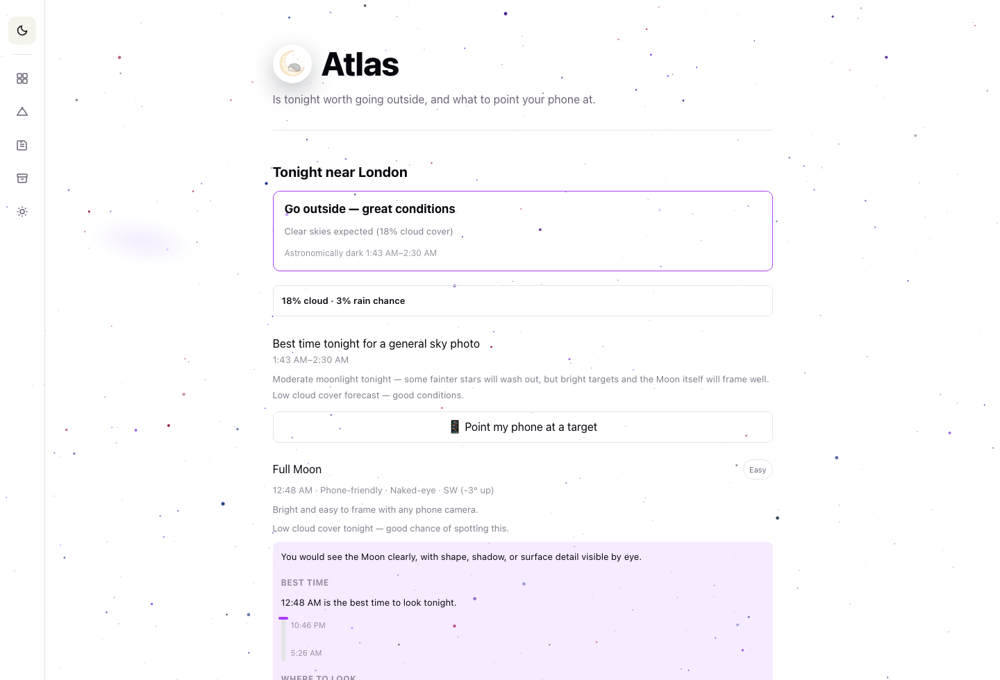 Atlas
Is tonight worth going outside, and what to point your phone at.
Tonight near London
Go outside — great conditions
Clear skies expected (18% cloud cover)
Astronomically dark 1:43 AM–2:30 AM
18% cloud · 3% rain chance
Best time tonight for a general sky photo
1:43 AM–2:30 AM
Moderate moonlight tonight — some fainter stars will wash out, but bright targets and the Moon itself will frame well.
Low cloud cover forecast — good conditions.
📱 Point my phone at a target
Full Moon
Easy
12:48 AM · Phone-friendly · Naked-eye · SW (-3° up)
Bright and easy to frame with any phone camera.
Low cloud cover tonight — good chance of spotting this.
You would see the Moon clearly, with shape, shadow, or surface detail visible by eye.
BEST TIME
12:48 AM is the best time to look tonight.
10:46 PM
5:26 AM
WHERE TO LOOK